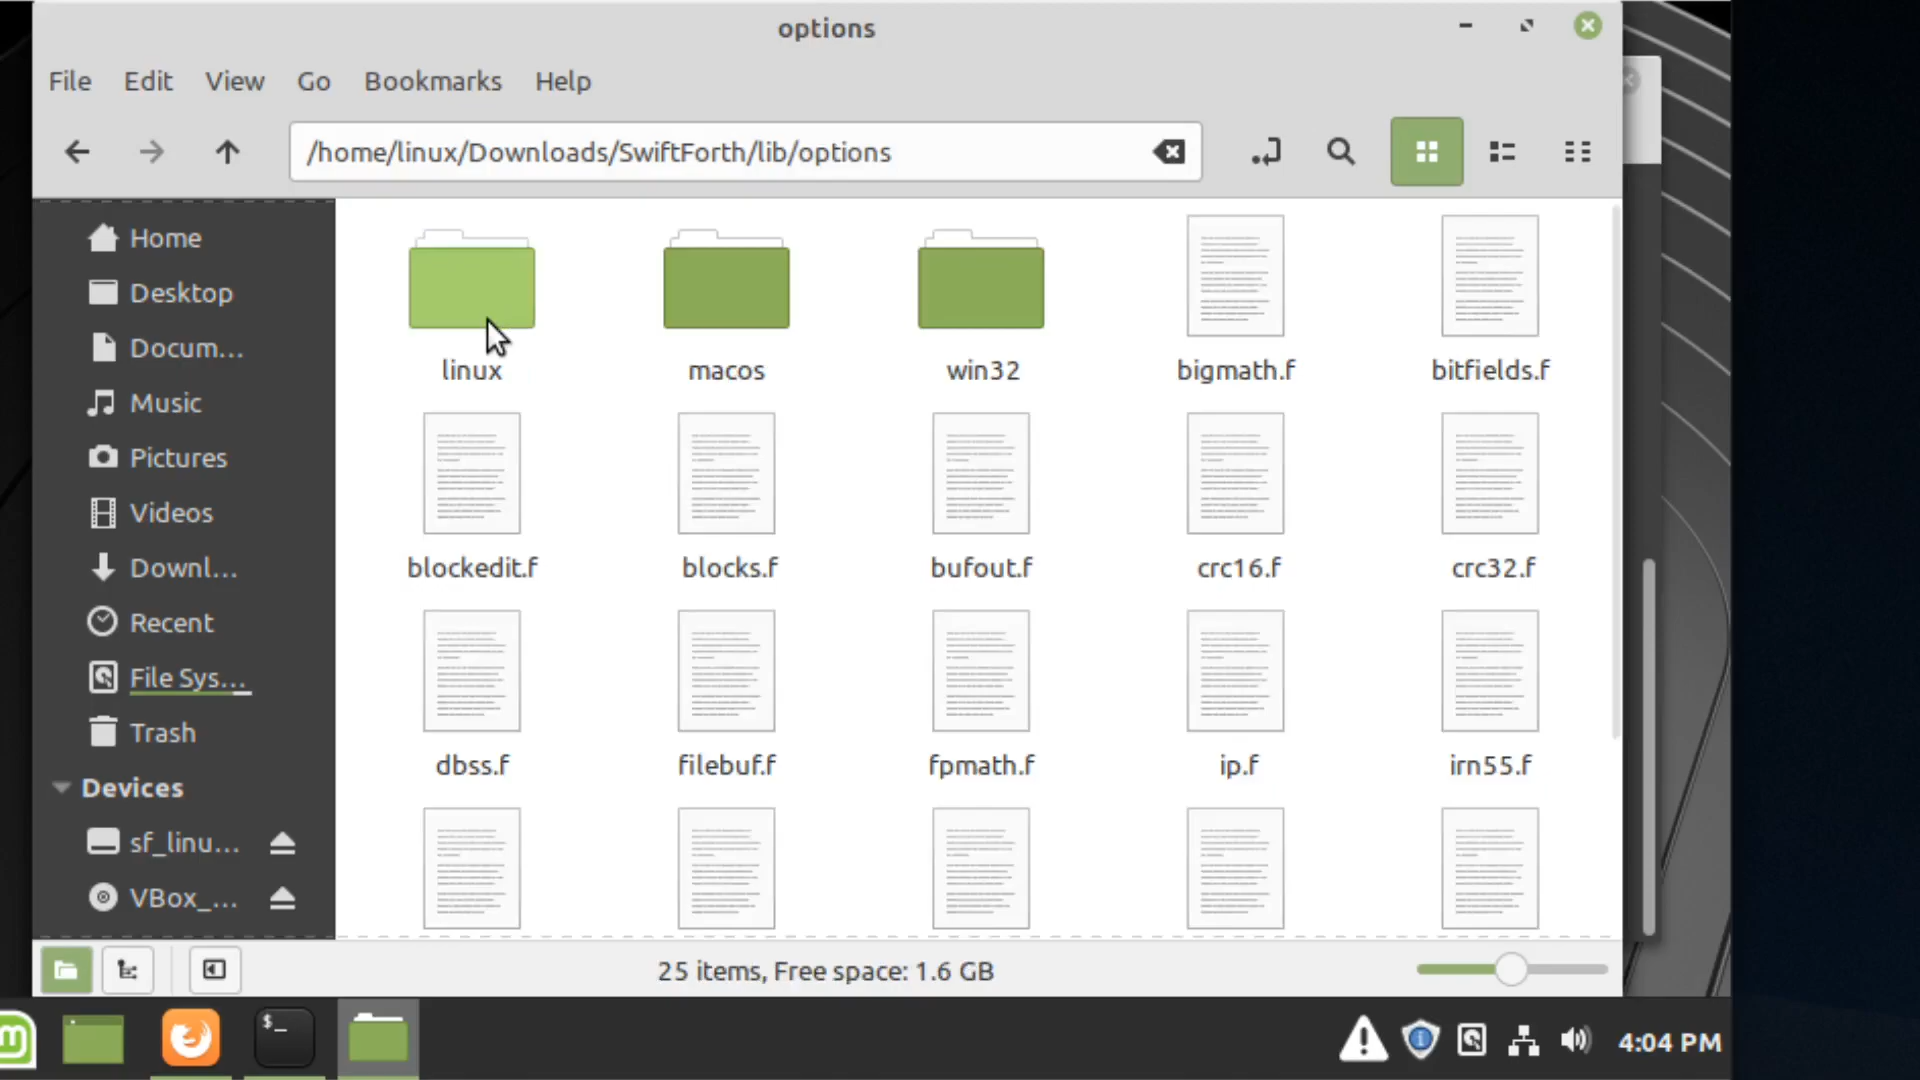 options
File Edit View Go Bookmarks Help
/home/linux/Downloads/SwiftForth/lib/options
Home
Desktop
Docum...
Music
Pictures
Videos
Downl...
Recent
File Sys...
Trash
Devices
sf_linu...
VBox_...
linux macos win32 bigmath.f bitfields.f
blockedit.f blocks.f bufout.f crc16.f crc32.f
dbss.f filebuf.f fpmath.f ip.f irn55.f
25 items, Free space: 1.6 GB
$_
4:04 PM